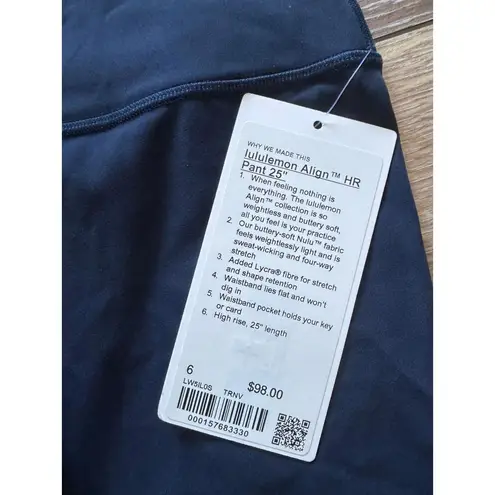 WHY WE MADE THIS
lululemon Align™ HR
Pant 25"
1. When feeling nothing is
everything. The lululemon
Align™ collection is so
weightless and buttery soft,
all you feel is your practice
2. Our buttery-soft Nulu™ fabric
feels weightlessly light and is
sweat-wicking and four-way
stretch
3. Added Lycra® fibre for stretch
and shape retention
4. Waistband lies flat and won't
dig in
5. Waistband pocket holds your key
or card
6. High rise, 25" length
6
LW5IL0S TRNV $98.00
000157683330